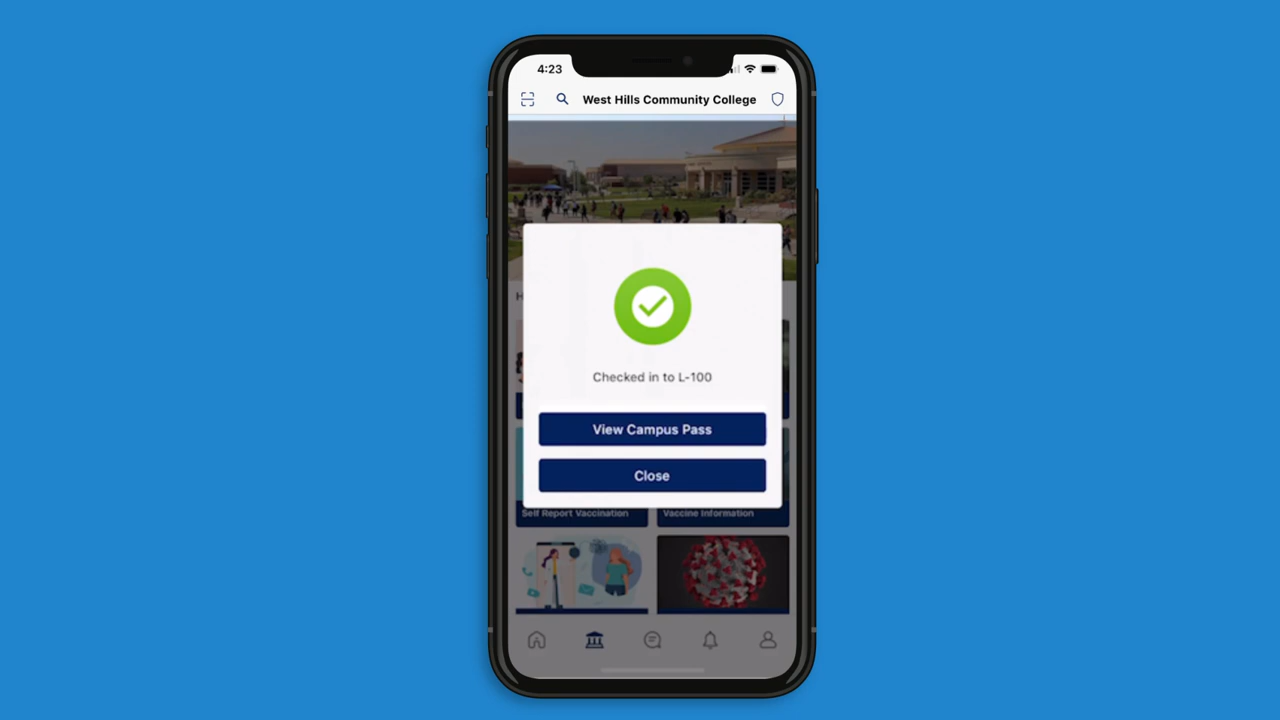 4:23
West Hills Community College
Checked in to L-100
View Campus Pass
Close
Self Report Vaccination
Vaccine Information